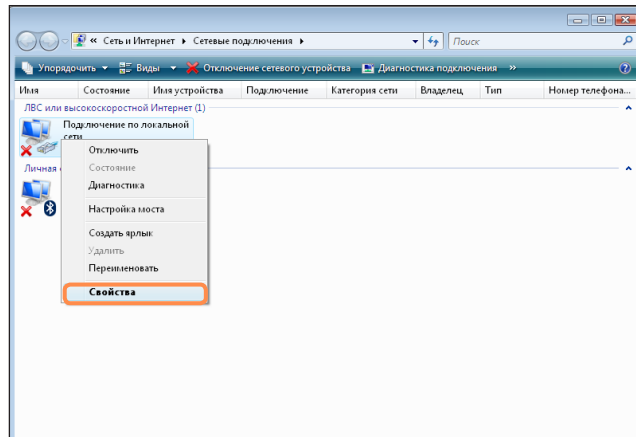 « Сеть и Интернет ▸ Сетевые подключения ▸
Поиск
Упорядочить Виды Отключение сетевого устройства Диагностика подключения »
Имя Состояние Имя устройства Подключение Категория сети Владелец Тип Номер телефона...
ЛВС или высокоскоростной Интернет (1)
Подключение по локальной
сети
Отключить
Состояние
Личная
Диагностика
Настройка моста
Создать ярлык
Удалить
Переименовать
Свойства